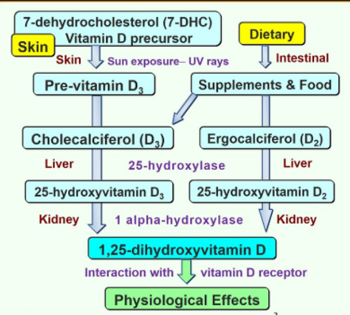 7-dehydrocholesterol (7-DHC)
Vitamin D precursor
Skin
Dietary
Skin
Sun exposure– UV rays
Intestinal
Pre-vitamin D3
Supplements & Food
Cholecalciferol (D3)
Ergocalciferol (D2)
Liver
25-hydroxylase
Liver
25-hydroxyvitamin D3
25-hydroxyvitamin D2
Kidney
1 alpha-hydroxylase
Kidney
1,25-dihydroxyvitamin D
Interaction with vitamin D receptor
Physiological Effects